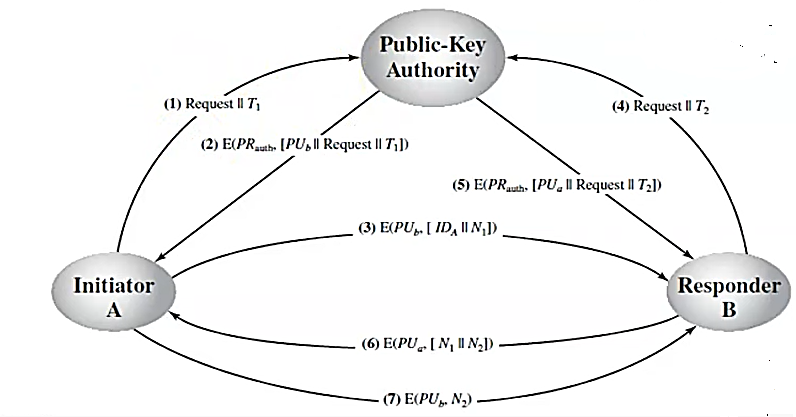 Public-Key
Authority
(1) Request || T₁
(4) Request || T₂
(2) E(PRauth, [PUb || Request || T₁])
(5) E(PRauth, [PUa || Request || T₂])
(3) E(PUb, [ IDA || N₁])
Initiator
A
Responder
B
(6) E(PUa, [ N₁ || N₂])
(7) E(PUb, N₂)